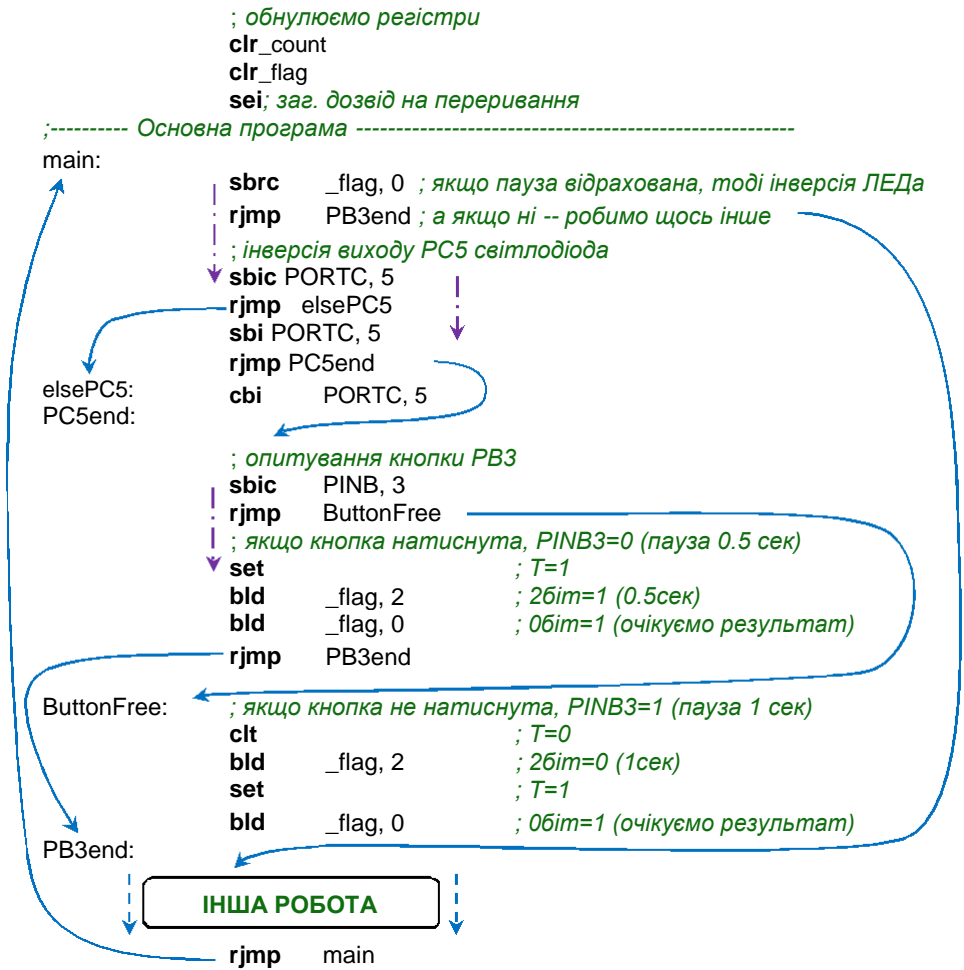 ; обнулюємо регістри
clr_count
clr_flag
sei; заг. дозвід на переривання
;---------- Основна програма -------------------------------------------------------
main:
sbrc _flag, 0 ; якщо пауза відрахована, тоді інверсія ЛЕДа
rjmp PB3end ; а якщо ні -- робимо щось інше
; інверсія виходу PC5 світлодіода
sbic PORTC, 5
rjmp elsePC5
sbi PORTC, 5
rjmp PC5end
elsePC5: cbi PORTC, 5
PC5end:
; опитування кнопки PB3
sbic PINB, 3
rjmp ButtonFree
; якщо кнопка натиснута, PINB3=0 (пауза 0.5 сек)
set ; T=1
bld _flag, 2 ; 2біт=1 (0.5сек)
bld _flag, 0 ; 0біт=1 (очікуємо результат)
rjmp PB3end
ButtonFree: ; якщо кнопка не натиснута, PINB3=1 (пауза 1 сек)
clt ; T=0
bld _flag, 2 ; 2біт=0 (1сек)
set ; T=1
bld _flag, 0 ; 0біт=1 (очікуємо результат)
PB3end:
ІНША РОБОТА
rjmp main